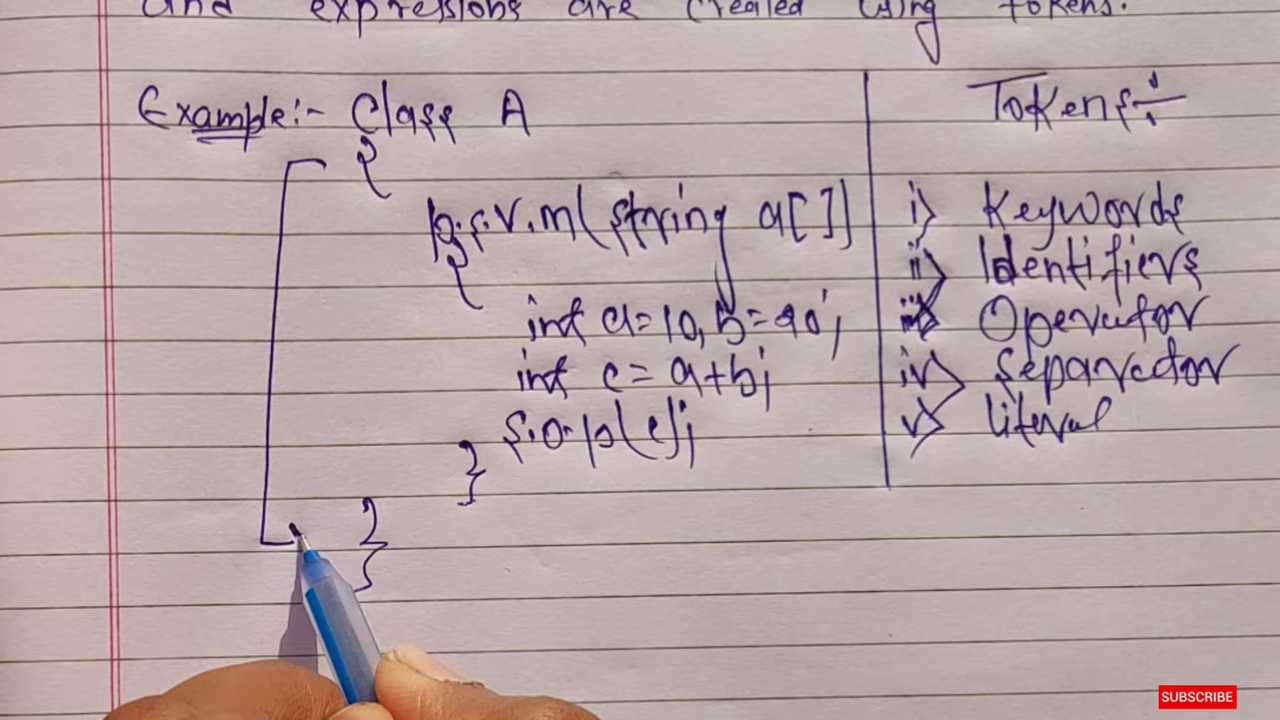 and expressions are created using tokens.
Example:- Class A
{
p.s.v.m(string a[])
{
int a=10, b=20;
int c=a+b;
s.o.p(c);
}
}
Tokens:
i) Keywords
ii) Identifiers
iii) Operator
iv) Separator
v) literal
SUBSCRIBE